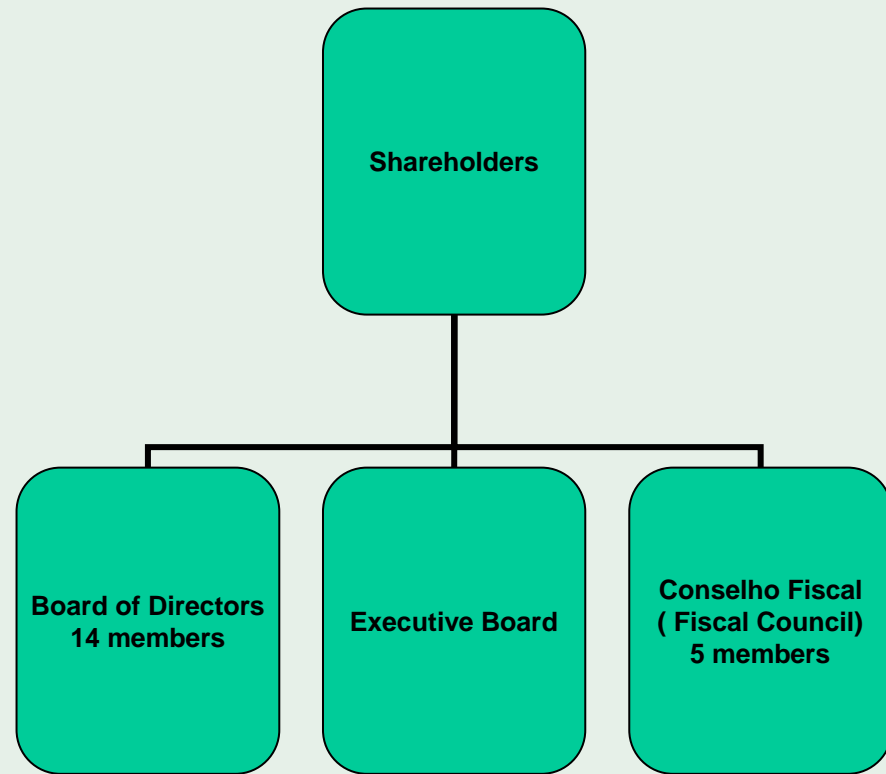 Shareholders
Board of Directors
14 members
Executive Board
Conselho Fiscal
( Fiscal Council)
5 members